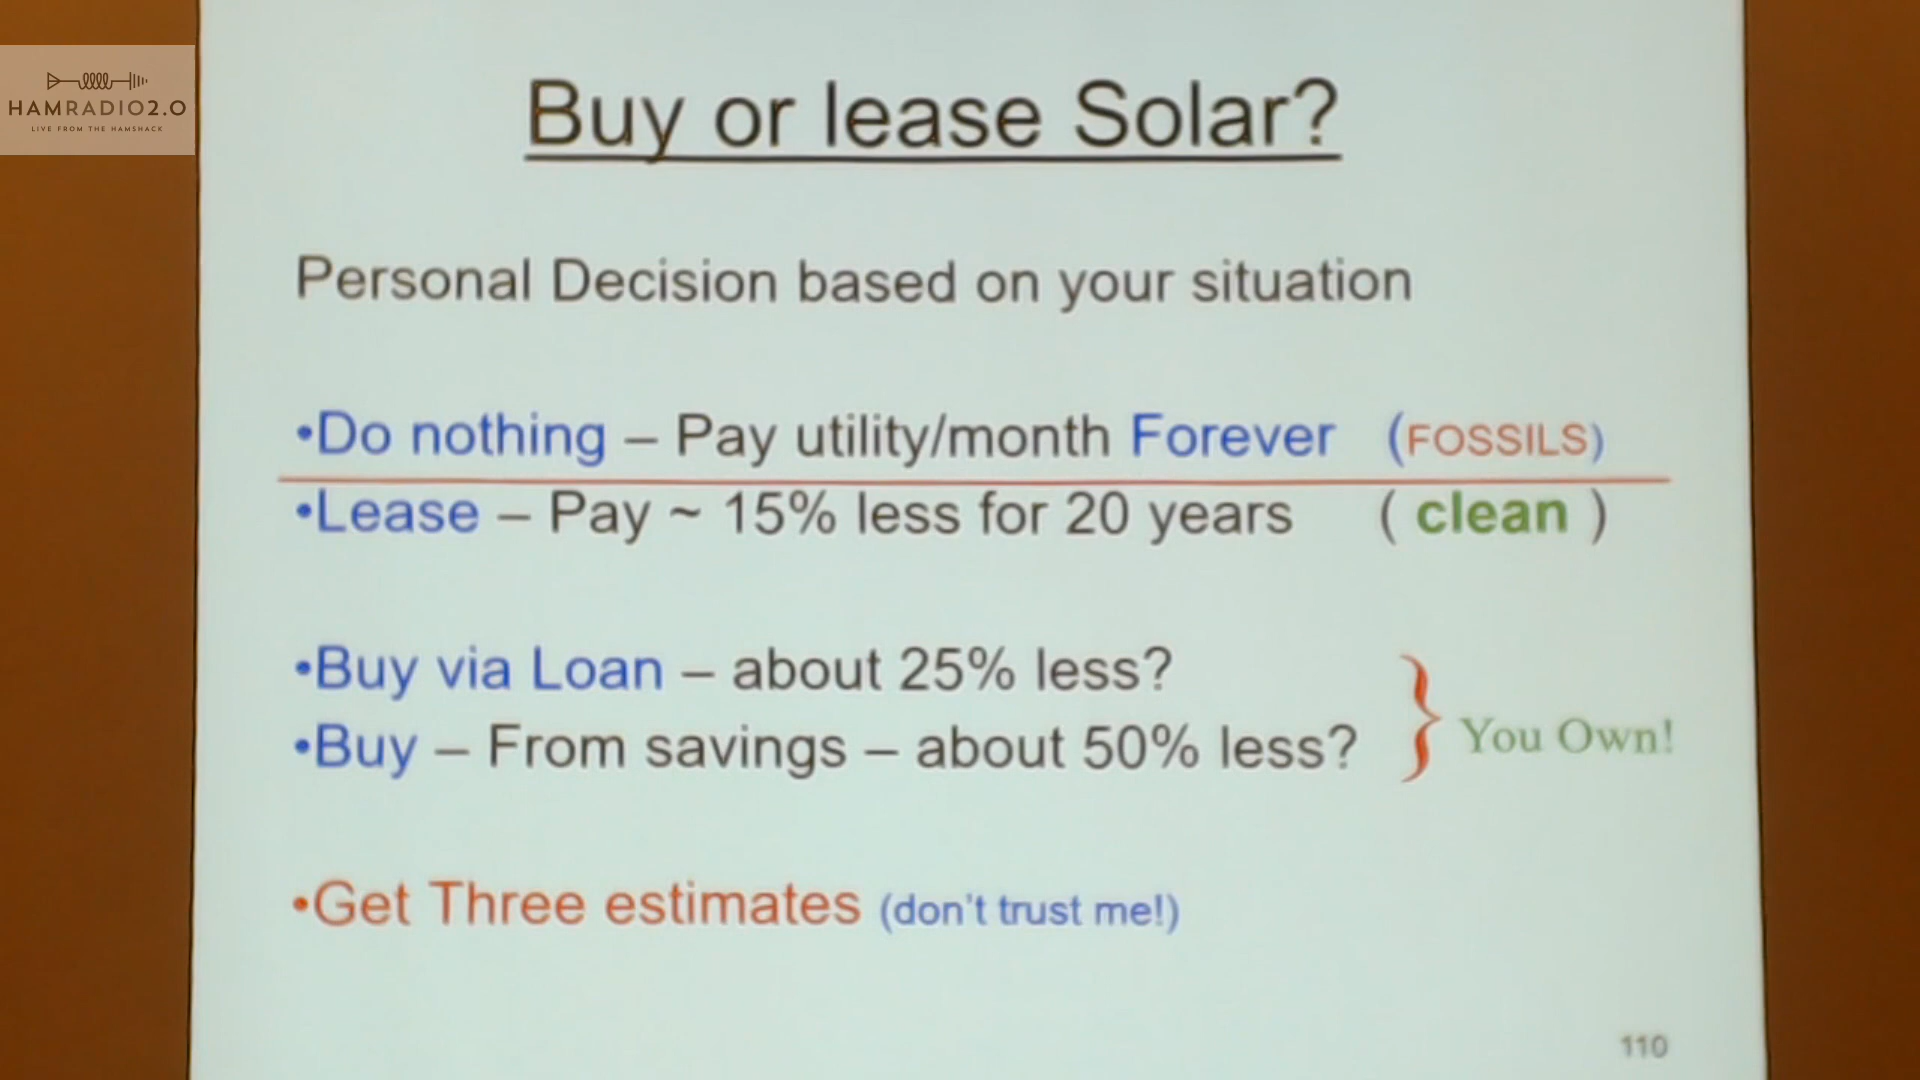 HAMRADIO2.0
LIVE FROM THE HAMSHACK
Buy or lease Solar?
Personal Decision based on your situation
•Do nothing – Pay utility/month Forever (FOSSILS)
•Lease – Pay ~ 15% less for 20 years ( clean )
•Buy via Loan – about 25% less?
•Buy – From savings – about 50% less?
} You Own!
•Get Three estimates (don't trust me!)
110